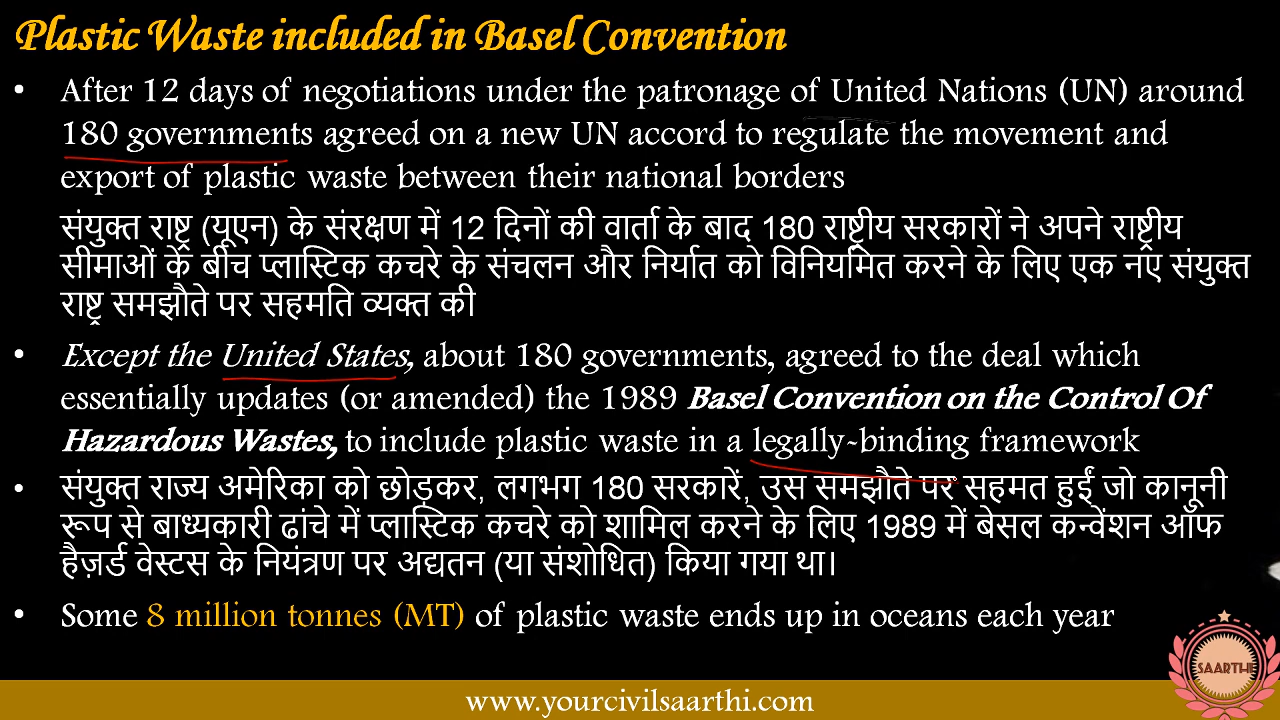 Plastic Waste included in Basel Convention
• After 12 days of negotiations under the patronage of United Nations (UN) around
180 governments agreed on a new UN accord to regulate the movement and
export of plastic waste between their national borders
संयुक्त राष्ट्र (यूएन) के संरक्षण में 12 दिनों की वार्ता के बाद 180 राष्ट्रीय सरकारों ने अपने राष्ट्रीय
सीमाओं के बीच प्लास्टिक कचरे के संचलन और निर्यात को विनियमित करने के लिए एक नए संयुक्त
राष्ट्र समझौते पर सहमति व्यक्त की
• Except the United States, about 180 governments, agreed to the deal which
essentially updates (or amended) the 1989 Basel Convention on the Control Of
Hazardous Wastes, to include plastic waste in a legally-binding framework
• संयुक्त राज्य अमेरिका को छोड़कर, लगभग 180 सरकारें, उस समझौते पर सहमत हुईं जो कानूनी
रूप से बाध्यकारी ढांचे में प्लास्टिक कचरे को शामिल करने के लिए 1989 में बेसल कन्वेंशन ऑफ
हैज़र्ड वेस्टस के नियंत्रण पर अद्यतन (या संशोधित) किया गया था।
• Some 8 million tonnes (MT) of plastic waste ends up in oceans each year
SAARTHI
www.yourcivilsaarthi.com